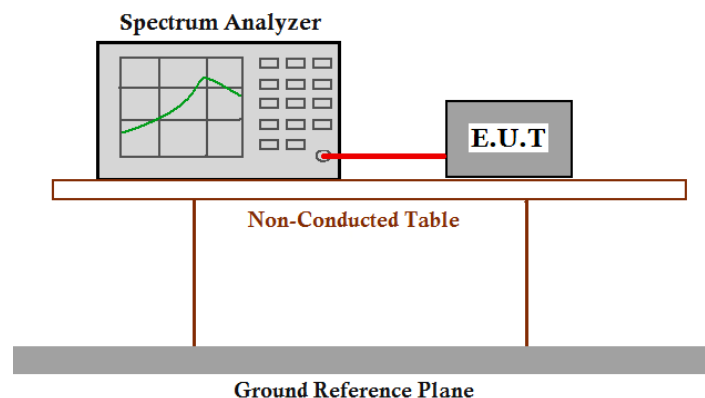 Spectrum Analyzer
E.U.T
Non-Conducted Table
Ground Reference Plane